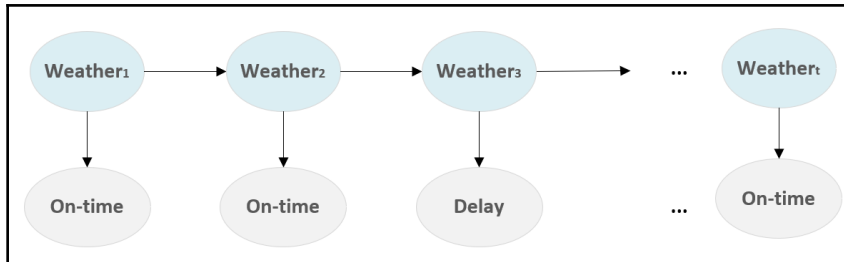 Weather₁ Weather₂ Weather₃ ... Weatherₜ
On-time On-time Delay ... On-time